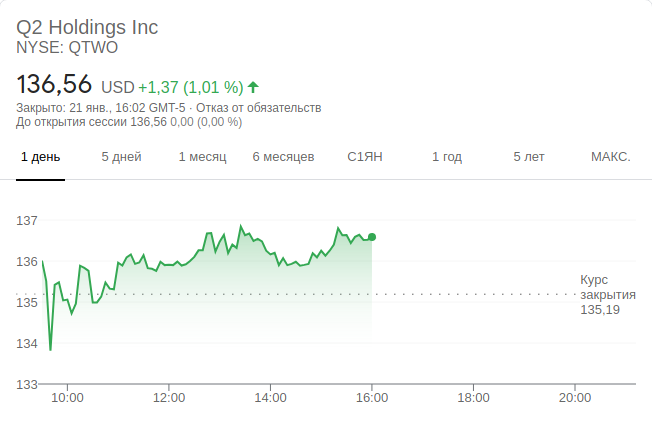 Q2 Holdings Inc
NYSE: QTWO
136,56 USD +1,37 (1,01 %)
Закрыто: 21 янв., 16:02 GMT-5 · Отказ от обязательств
До открытия сессии 136,56 0,00 (0,00 %)
1 день 5 дней 1 месяц 6 месяцев С1ЯН 1 год 5 лет МАКС.
137
136
135
134
133
Курс
закрытия
135,19
10:00 12:00 14:00 16:00 18:00 20:00